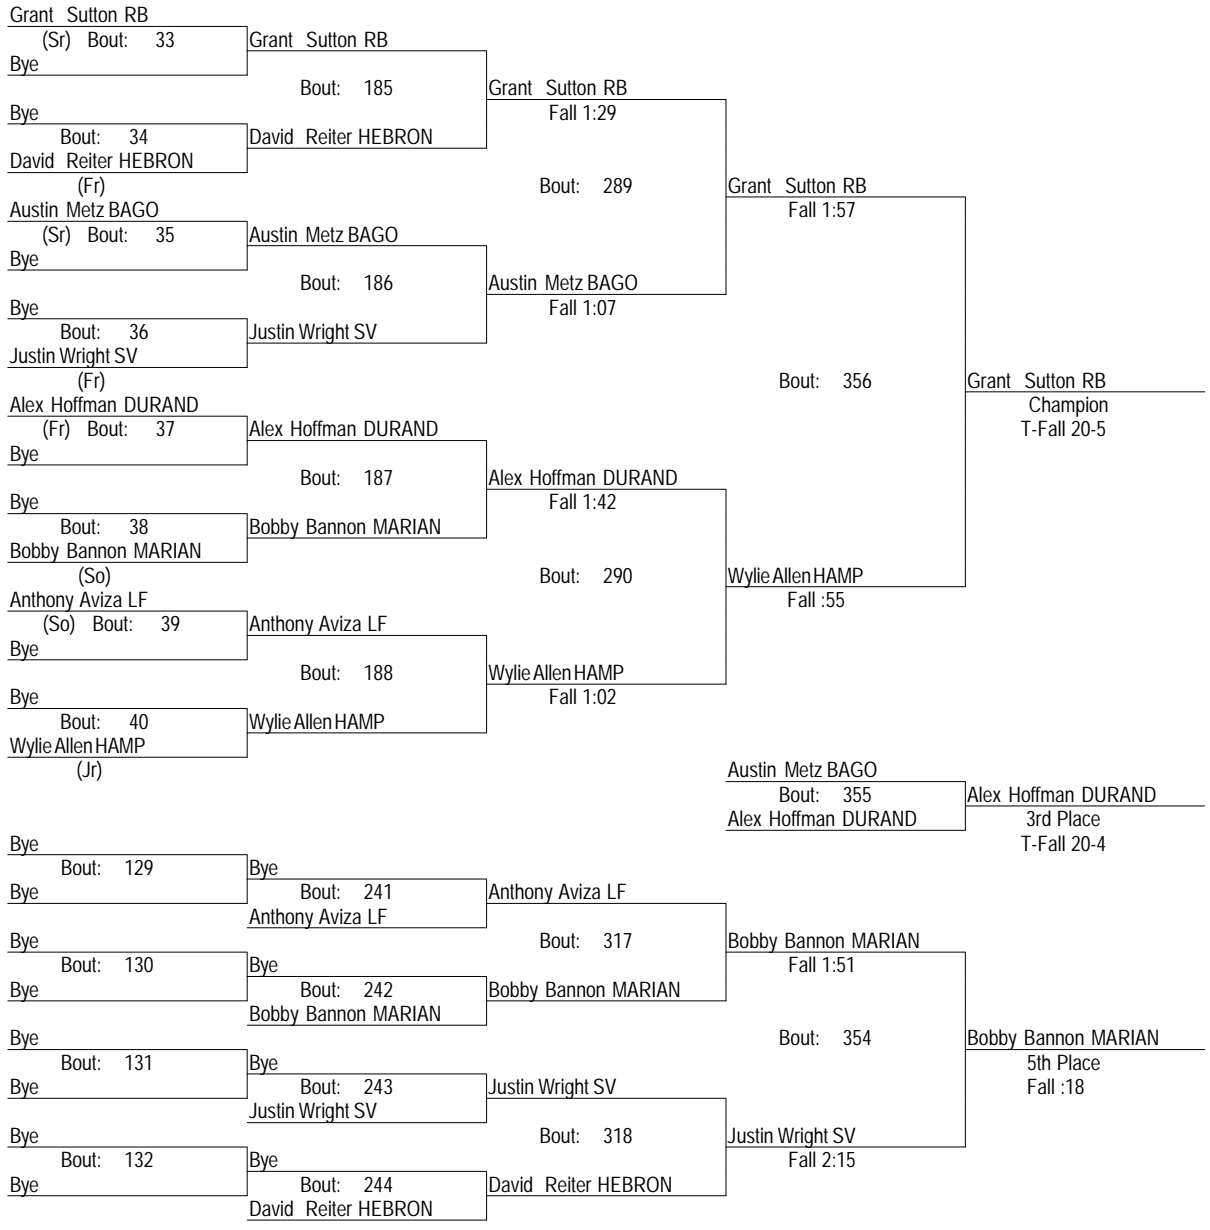 Grant Sutton RB
(Sr) Bout: 33 Grant Sutton RB
Bye
Bout: 185 Grant Sutton RB
Bye Fall 1:29
Bout: 34 David Reiter HEBRON
David Reiter HEBRON
(Fr) Bout: 289 Grant Sutton RB
Austin Metz BAGO Fall 1:57
(Sr) Bout: 35 Austin Metz BAGO
Bye
Bout: 186 Austin Metz BAGO
Bye Fall 1:07
Bout: 36 Justin Wright SV
Justin Wright SV
(Fr) Bout: 356 Grant Sutton RB
Alex Hoffman DURAND Champion
(Fr) Bout: 37 Alex Hoffman DURAND T-Fall 20-5
Bye
Bout: 187 Alex Hoffman DURAND
Bye Fall 1:42
Bout: 38 Bobby Bannon MARIAN
Bobby Bannon MARIAN
(So) Bout: 290 Wylie Allen HAMP
Anthony Aviza LF Fall :55
(So) Bout: 39 Anthony Aviza LF
Bye
Bout: 188 Wylie Allen HAMP
Bye Fall 1:02
Bout: 40 Wylie Allen HAMP
Wylie Allen HAMP
(Jr) Austin Metz BAGO
Bout: 355 Alex Hoffman DURAND
Alex Hoffman DURAND 3rd Place
Bye T-Fall 20-4
Bout: 129 Bye
Bye Bout: 241 Anthony Aviza LF
Anthony Aviza LF
Bye Bout: 317 Bobby Bannon MARIAN
Bout: 130 Bye Fall 1:51
Bye Bout: 242 Bobby Bannon MARIAN
Bobby Bannon MARIAN
Bye Bout: 354 Bobby Bannon MARIAN
Bout: 131 Bye 5th Place
Bye Bout: 243 Justin Wright SV Fall :18
Justin Wright SV
Bye Bout: 318 Justin Wright SV
Bout: 132 Bye Fall 2:15
Bye Bout: 244 David Reiter HEBRON
David Reiter HEBRON